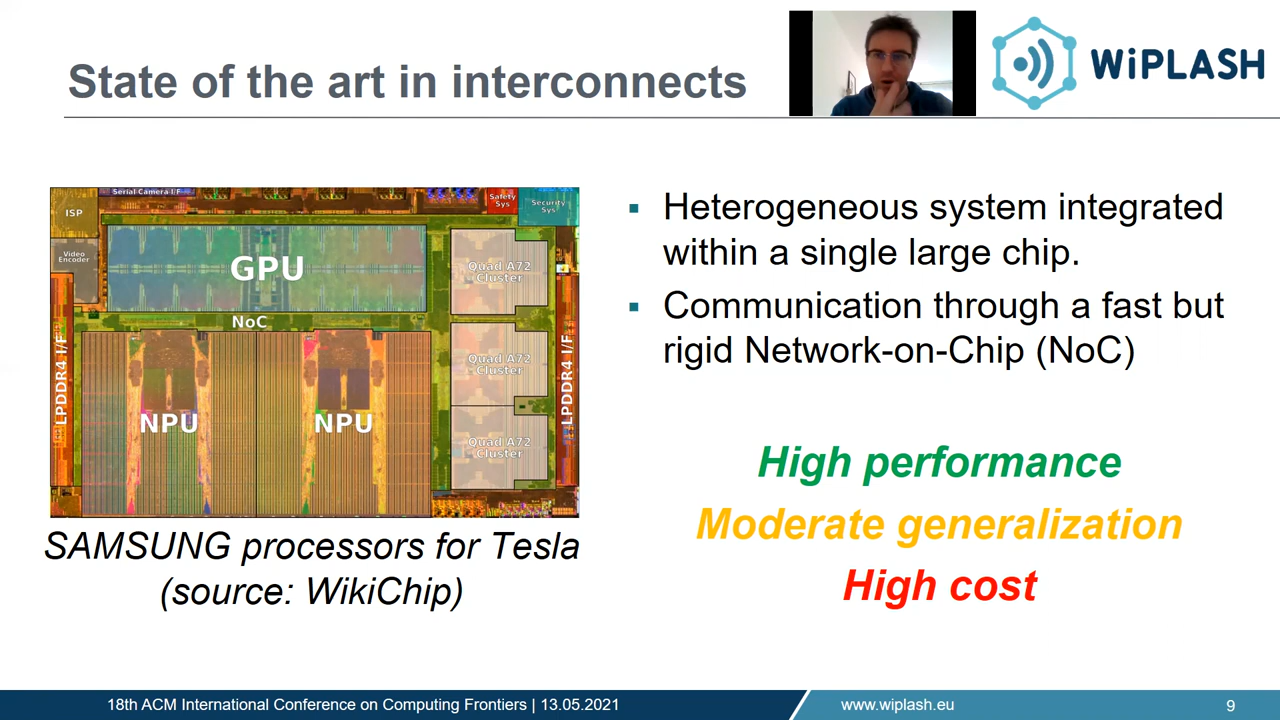 State of the art in interconnects
WiPLASH
Serial Camera I/F
ISP
Safety
Sys
Security
Sys
Video
Encoder
GPU
Quad A72
Cluster
NoC
LPDDR4 I/F
Quad A72
Cluster
LPDDR4 I/F
NPU
NPU
Quad A72
Cluster
SAMSUNG processors for Tesla
(source: WikiChip)
▪ Heterogeneous system integrated
within a single large chip.
▪ Communication through a fast but
rigid Network-on-Chip (NoC)
High performance
Moderate generalization
High cost
18th ACM International Conference on Computing Frontiers | 13.05.2021
www.wiplash.eu
9